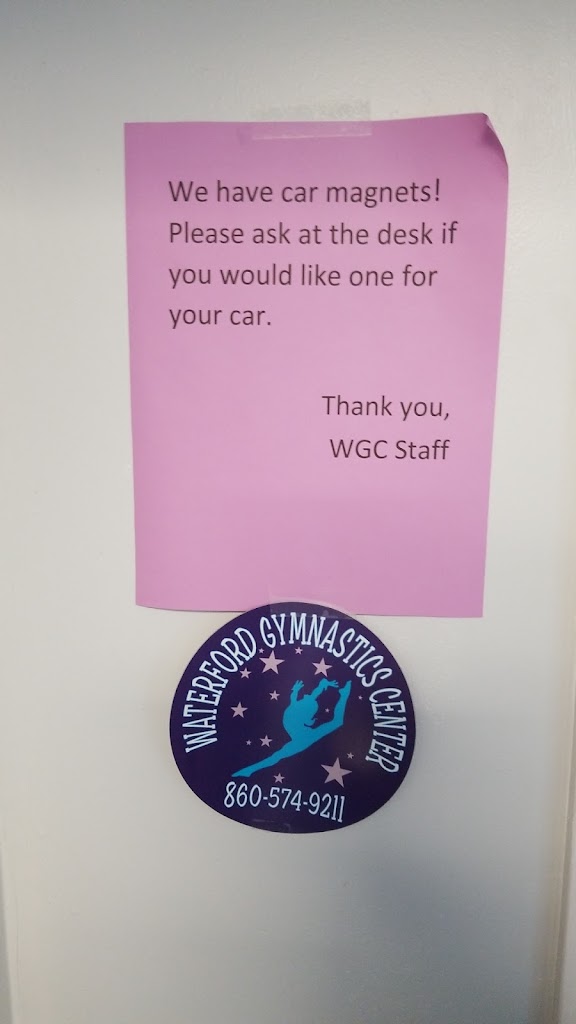 We have car magnets!
Please ask at the desk if
you would like one for
your car.
Thank you,
WGC Staff
WATERFORD GYMNASTICS CENTER
860-574-9211